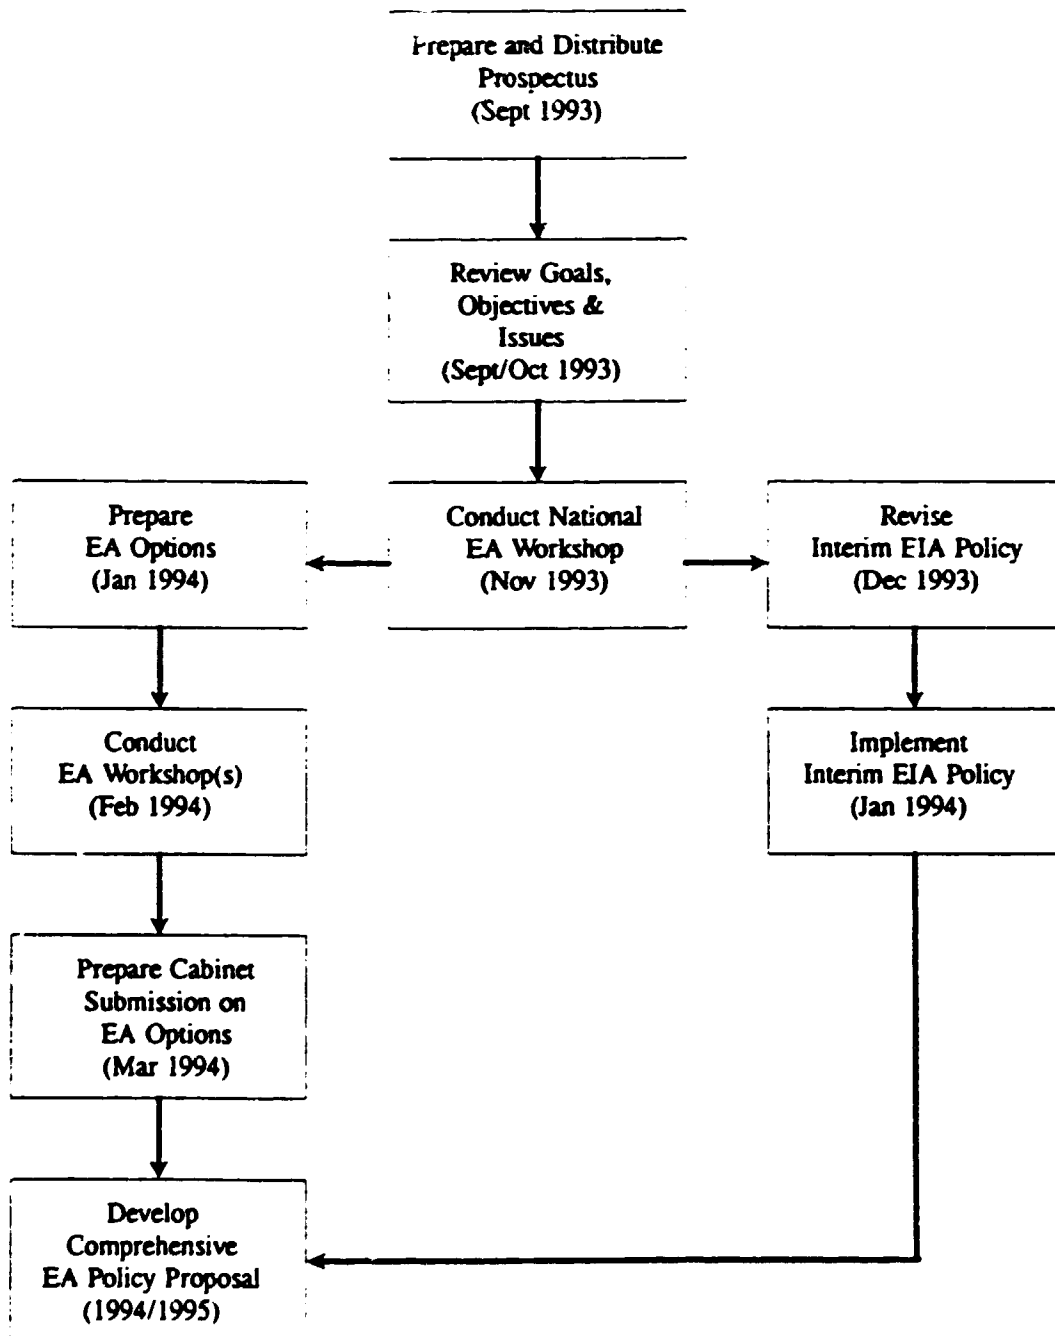 Prepare and Distribute
Prospectus
(Sept 1993)
Review Goals,
Objectives &
Issues
(Sept/Oct 1993)
Prepare
EA Options
(Jan 1994)
Conduct National
EA Workshop
(Nov 1993)
Revise
Interim EIA Policy
(Dec 1993)
Conduct
EA Workshop(s)
(Feb 1994)
Implement
Interim EIA Policy
(Jan 1994)
Prepare Cabinet
Submission on
EA Options
(Mar 1994)
Develop
Comprehensive
EA Policy Proposal
(1994/1995)